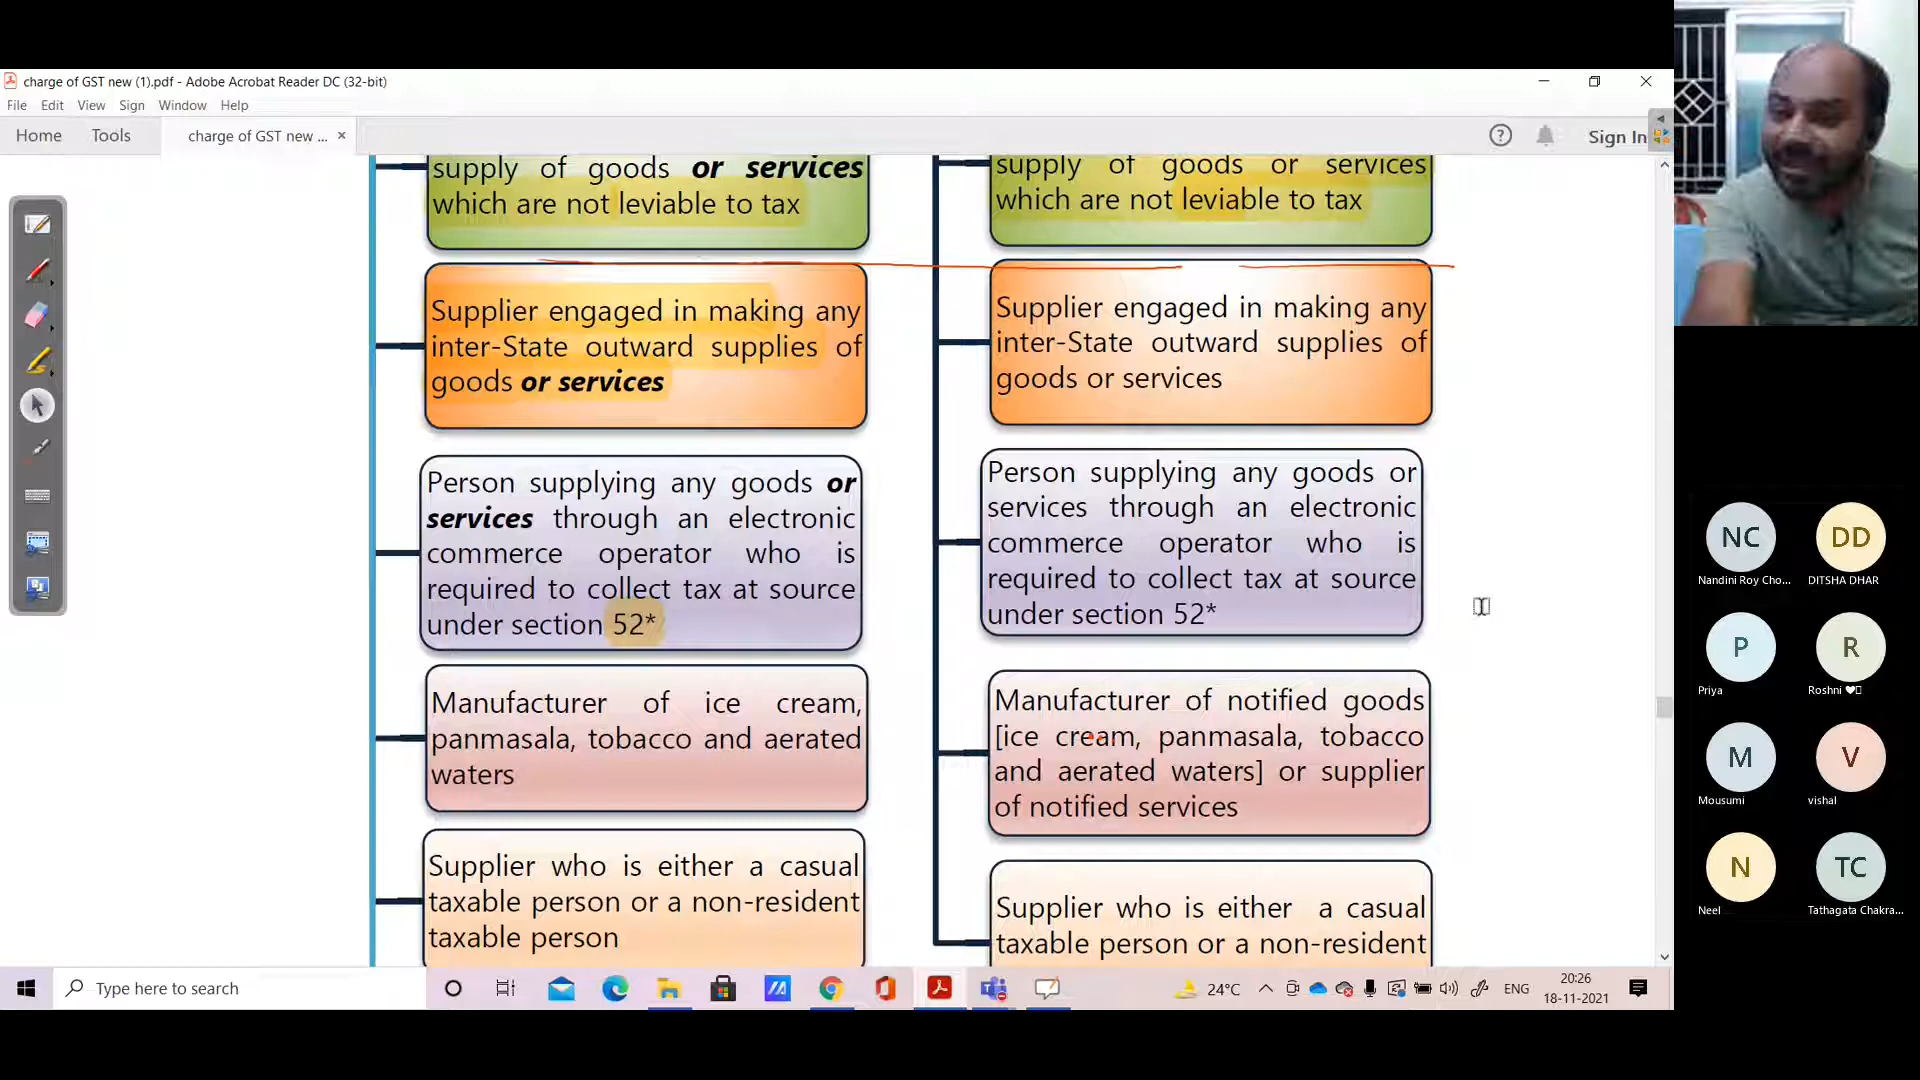 charge of GST new (1).pdf - Adobe Acrobat Reader DC (32-bit)
File Edit View Sign Window Help
Home Tools charge of GST new ... × Sign In
supply of goods or services
which are not leviable to tax
Supplier engaged in making any
inter-State outward supplies of
goods or services
Person supplying any goods or
services through an electronic
commerce operator who is
required to collect tax at source
under section 52*
Manufacturer of ice cream,
panmasala, tobacco and aerated
waters
Supplier who is either a casual
taxable person or a non-resident
taxable person
supply of goods or services
which are not leviable to tax
Supplier engaged in making any
inter-State outward supplies of
goods or services
Person supplying any goods or
services through an electronic
commerce operator who is
required to collect tax at source
under section 52*
Manufacturer of notified goods
[ice cream, panmasala, tobacco
and aerated waters] or supplier
of notified services
Supplier who is either a casual
taxable person or a non-resident
NC DD
Nandini Roy Cho... DITSHA DHAR
P R
Priya Roshni
M V
Mousumi vishal
N TC
Neel Tathagata Chakra...
Type here to search
24°C ENG
20:26
18-11-2021